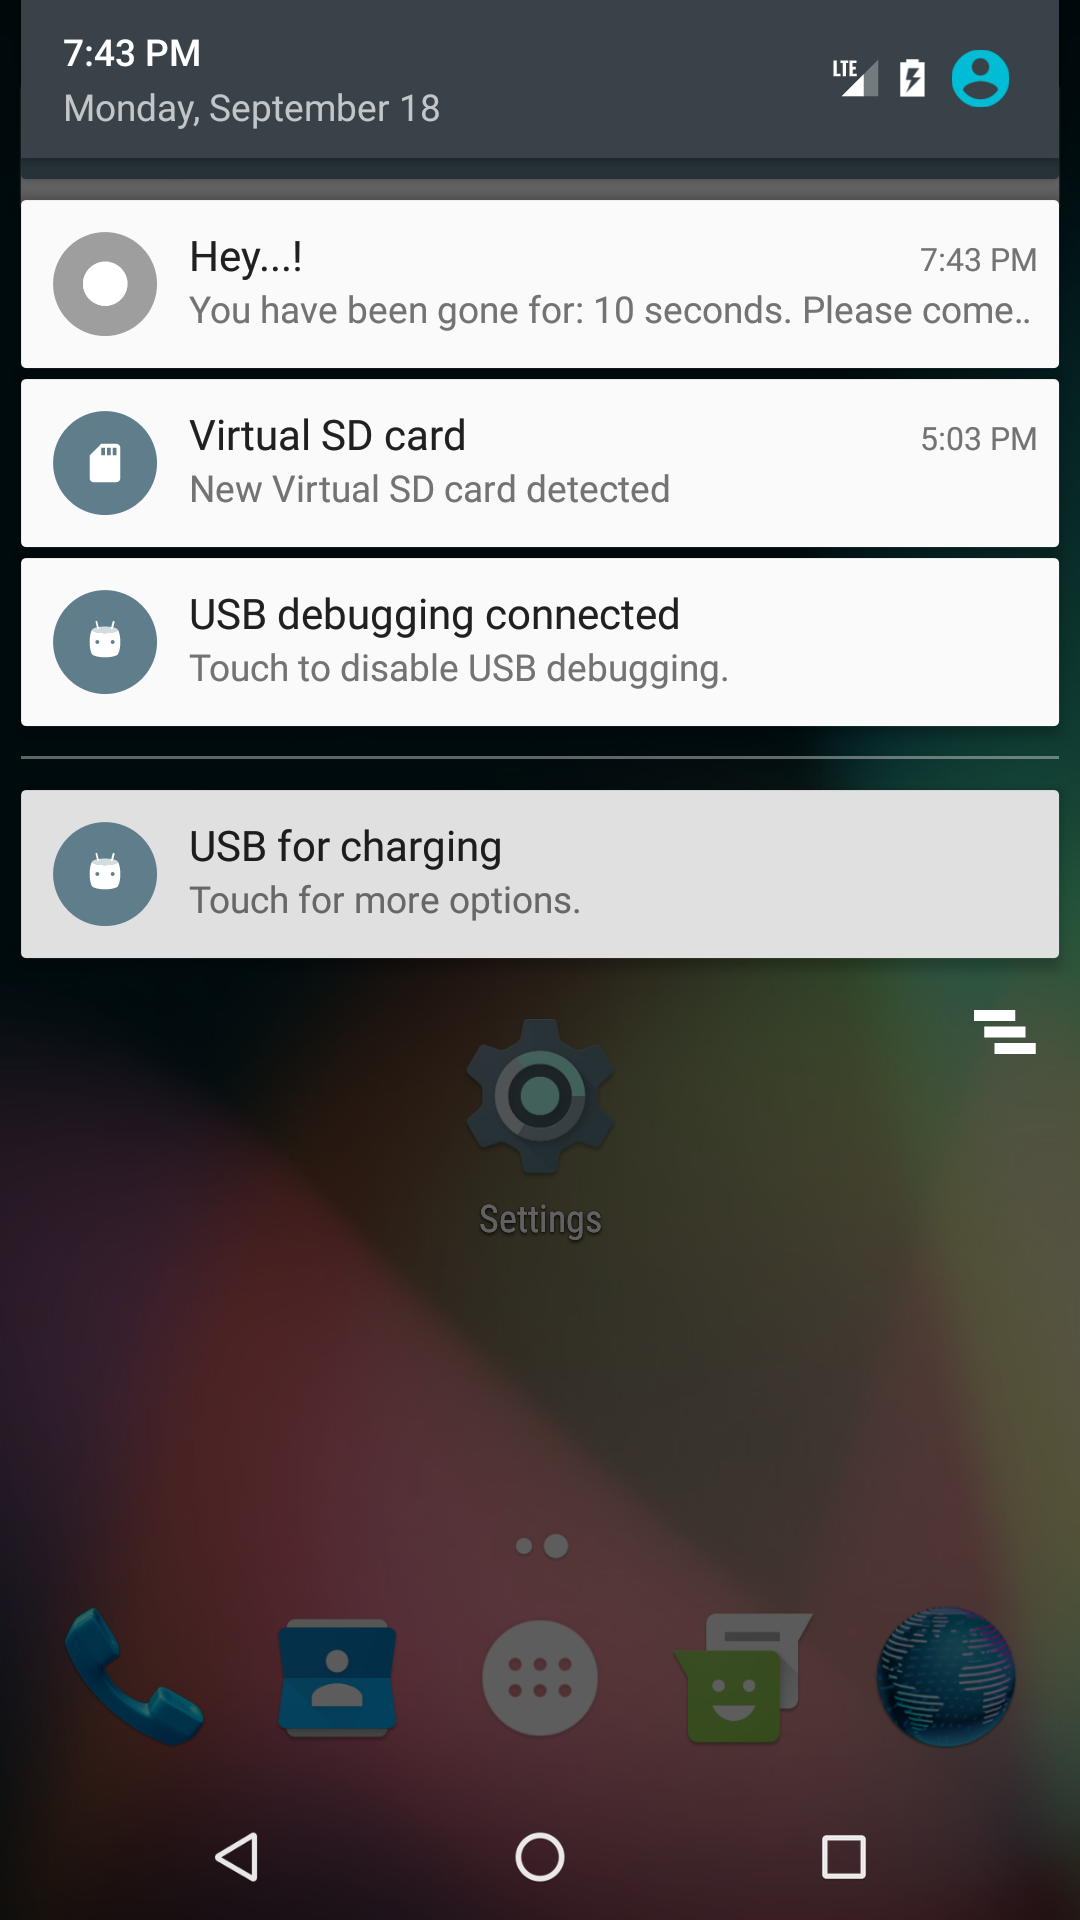 7:43 PM
Monday, September 18
LTE
Hey...!
7:43 PM
You have been gone for: 10 seconds. Please come..
Virtual SD card
5:03 PM
New Virtual SD card detected
USB debugging connected
Touch to disable USB debugging.
USB for charging
Touch for more options.
Settings